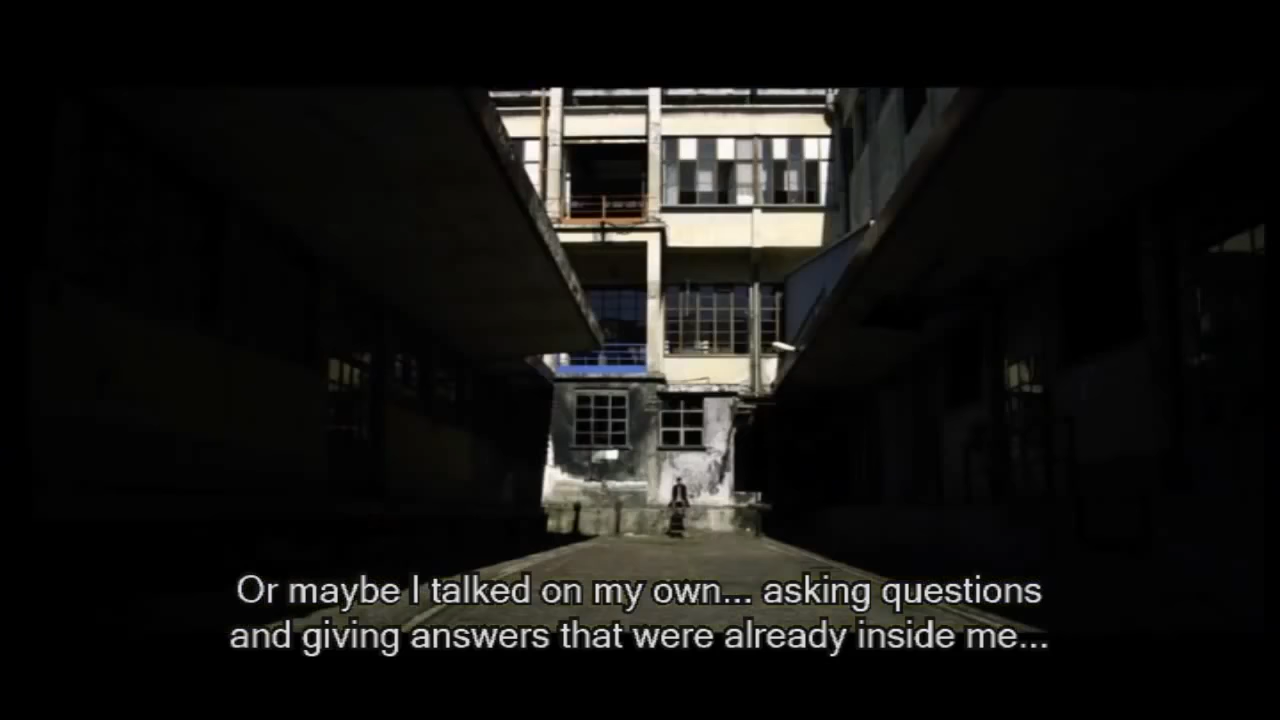 Or maybe I talked on my own... asking questions
and giving answers that were already inside me...